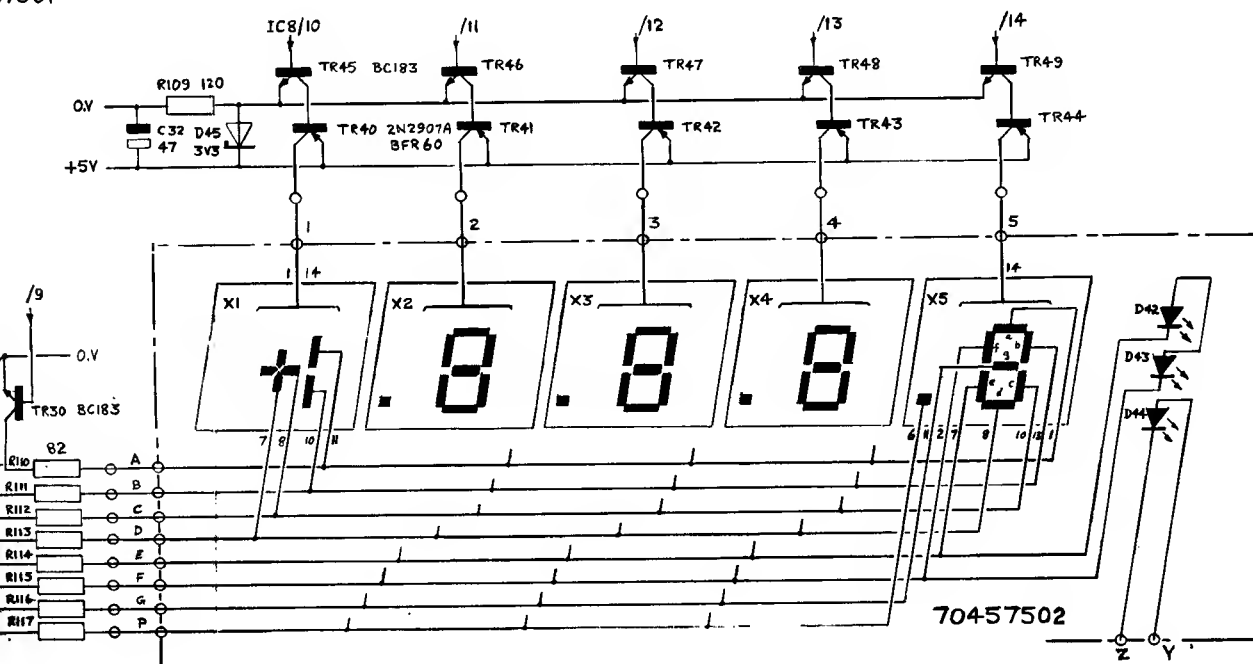 IC8/10 /11 /12 /13 /14
TR45 BC183 TR46 TR47 TR48 TR49
R109 120
0.V
C32 47
D45 3V3
TR40 2N2907A BFR60 TR41 TR42 TR43 TR44
+5V
1 2 3 4 5
1 14 14
X1 X2 X3 X4 X5
/9
0.V
TR30 BC183
a b f g e c d
D42
D43
D44
7 8 10 11 6 11 2 7 8 10 13 1
82
R110 A
R111 B
R112 C
R113 D
R114 E
R115 F
R116 G
R117 P
70457502
Z Y